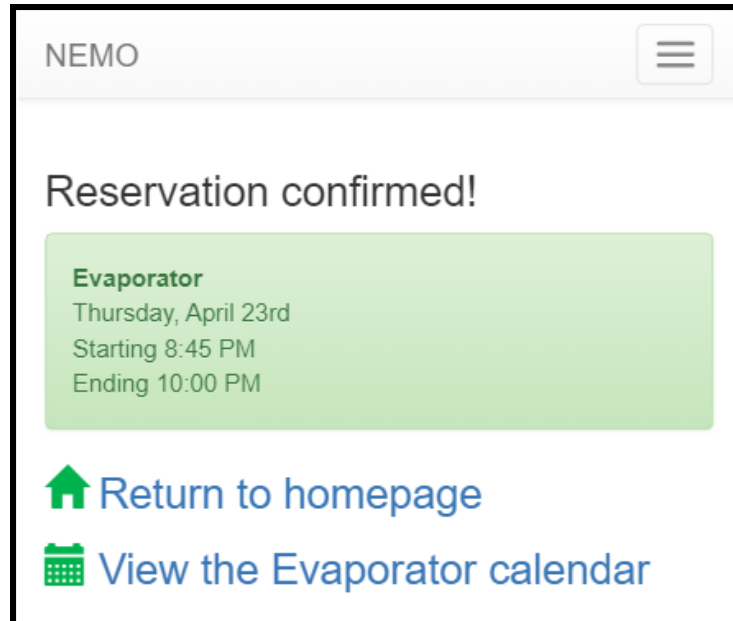 NEMO
Reservation confirmed!
Evaporator
Thursday, April 23rd
Starting 8:45 PM
Ending 10:00 PM
Return to homepage
View the Evaporator calendar